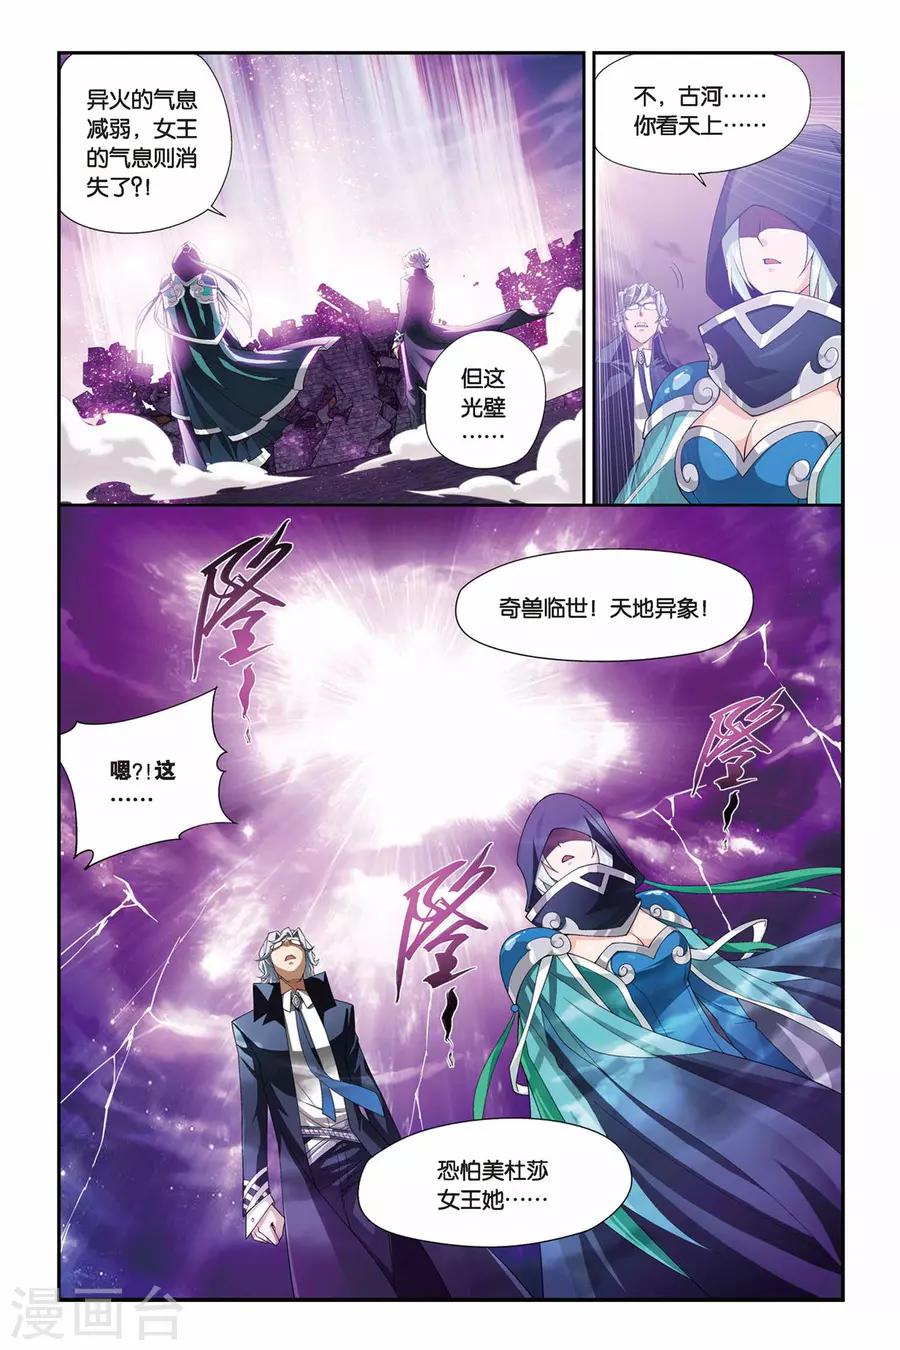 异火的气息
减弱，女王
的气息则消
失了?!
但这
光壁
……
不，古河……
你看天上……
隆
奇兽临世！天地异象！
嗯?!这
……
隆
隆
恐怕美杜莎
女王她……
漫画台